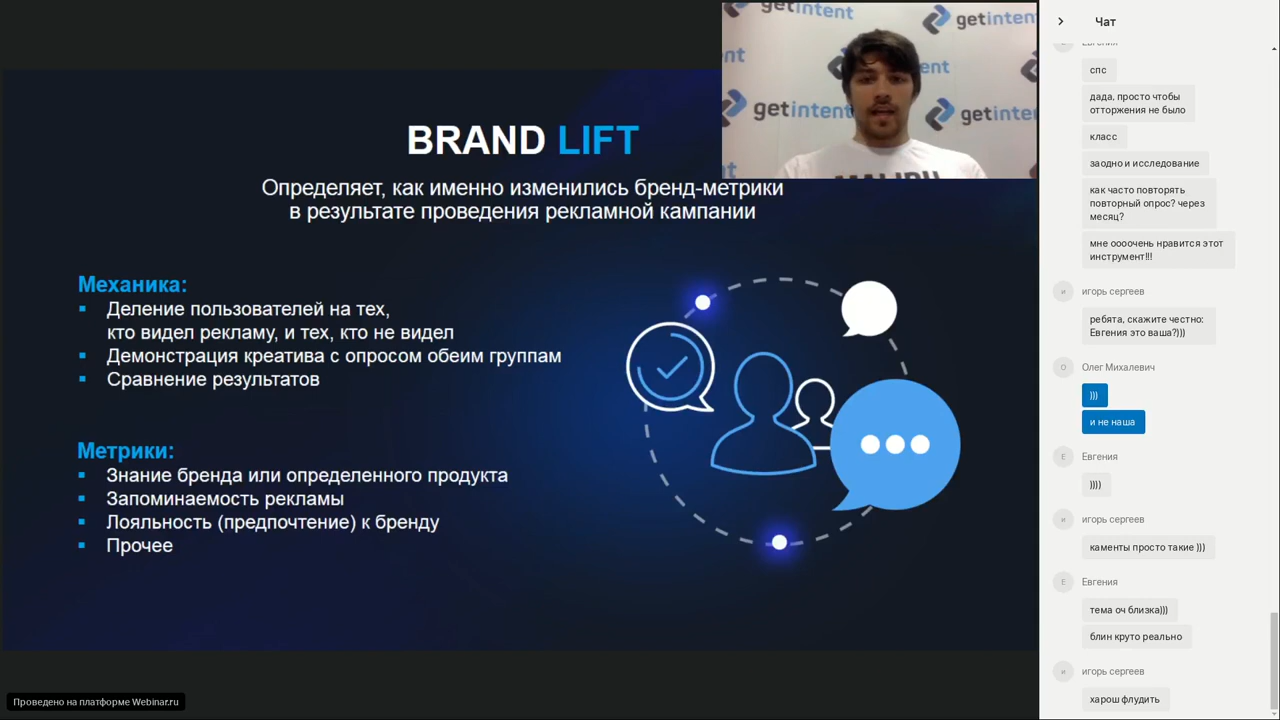 getintent
getintent
intent
getintent
getintent
BRAND LIFT
Определяет, как именно изменились бренд-метрики
в результате проведения рекламной кампании
Механика:
▪ Деление пользователей на тех,
кто видел рекламу, и тех, кто не видел
▪ Демонстрация креатива с опросом обеим группам
▪ Сравнение результатов
Метрики:
▪ Знание бренда или определенного продукта
▪ Запоминаемость рекламы
▪ Лояльность (предпочтение) к бренду
▪ Прочее
Проведено на платформе Webinar.ru
Чат
Евгения
спс
дада, просто чтобы
отторжения не было
класс
заодно и исследование
как часто повторять
повторный опрос? через
месяц?
мне оооочень нравится этот
инструмент!!!
и
игорь сергеев
ребята, скажите честно:
Евгения это ваша?)))
О
Олег Михалевич
)))
и не наша
Е
Евгения
))))
и
игорь сергеев
каменты просто такие )))
Е
Евгения
тема оч близка)))
блин круто реально
и
игорь сергеев
харош флудить